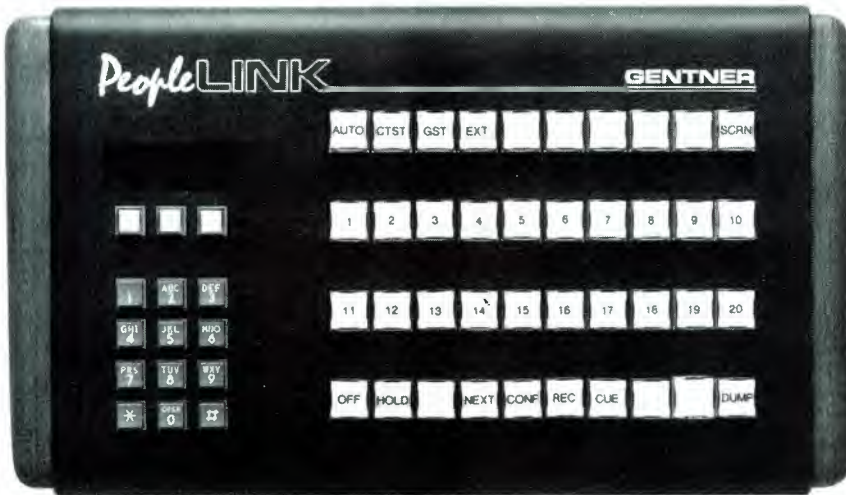 PeopleLINK
GENTNER
AUTO CTST GST EXT SCRN
1 2 3 4 5 6 7 8 9 10
1 ABC 2 DEF 3
11 12 13 14 15 16 17 18 19 20
GHI 4 JKL 5 MNO 6
PRS 7 TUV 8 WXY 9
OFF HOLD NEXT CONF REC CUE DUMP
* OPER 0 #